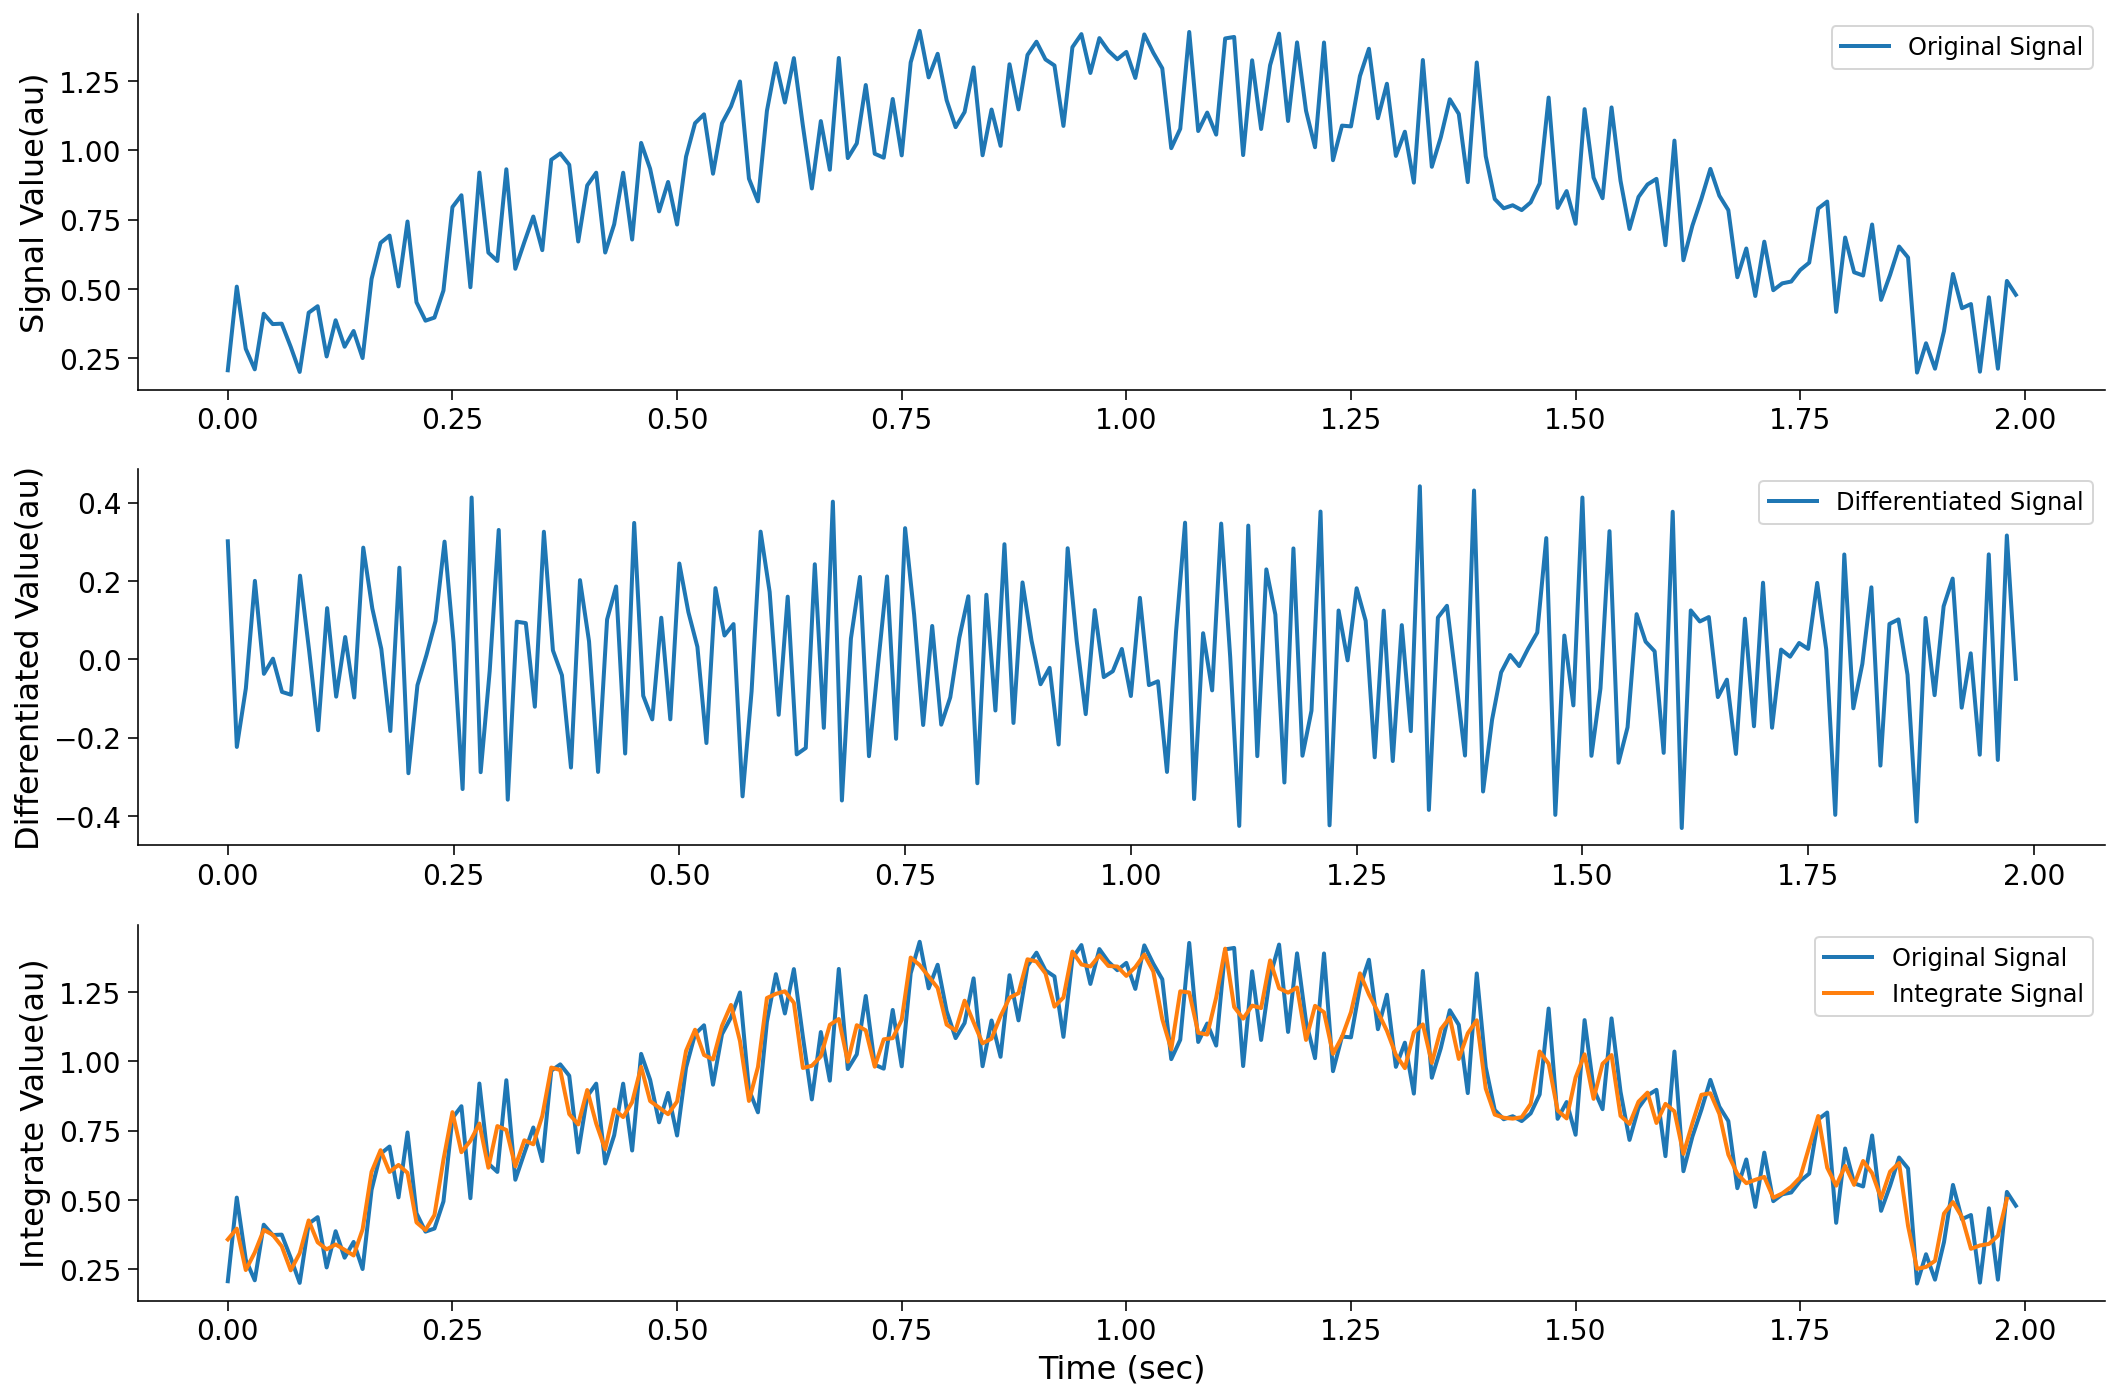 Signal Value(au)
1.25
1.00
0.75
0.50
0.25
Original Signal
0.00 0.25 0.50 0.75 1.00 1.25 1.50 1.75 2.00
Differentiated Value(au)
0.4
0.2
0.0
−0.2
−0.4
Differentiated Signal
0.00 0.25 0.50 0.75 1.00 1.25 1.50 1.75 2.00
Integrate Value(au)
1.25
1.00
0.75
0.50
0.25
Original Signal
Integrate Signal
0.00 0.25 0.50 0.75 1.00 1.25 1.50 1.75 2.00
Time (sec)